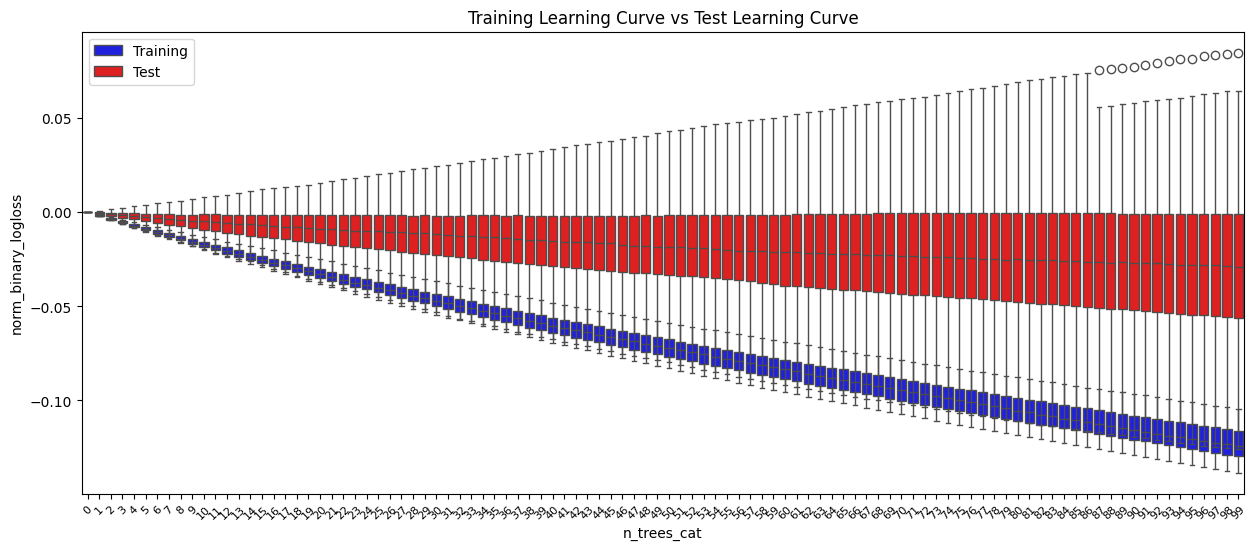 Training Learning Curve vs Test Learning Curve
Training
Test
norm_binary_logloss
0.05
0.00
−0.05
−0.10
0 1 2 3 4 5 6 7 8 9 10 11 12 13 14 15 16 17 18 19 20 21 22 23 24 25 26 27 28 29 30 31 32 33 34 35 36 37 38 39 40 41 42 43 44 45 46 47 48 49 50 51 52 53 54 55 56 57 58 59 60 61 62 63 64 65 66 67 68 69 70 71 72 73 74 75 76 77 78 79 80 81 82 83 84 85 86 87 88 89 90 91 92 93 94 95 96 97 98 99
n_trees_cat